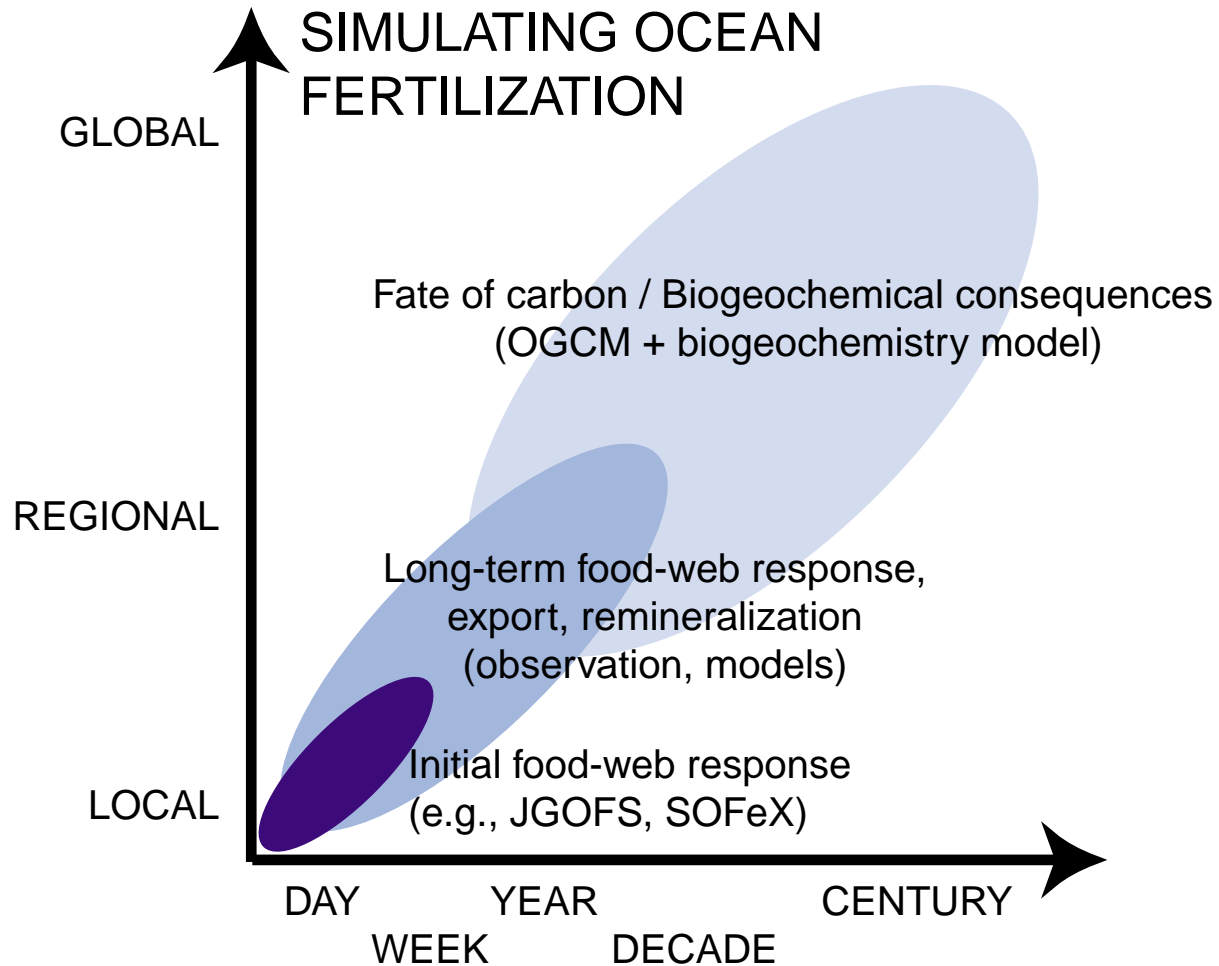 SIMULATING OCEAN
FERTILIZATION
GLOBAL
Fate of carbon / Biogeochemical consequences
(OGCM + biogeochemistry model)
REGIONAL
Long-term food-web response,
export, remineralization
(observation, models)
Initial food-web response
(e.g., JGOFS, SOFeX)
LOCAL
DAY YEAR CENTURY
WEEK DECADE